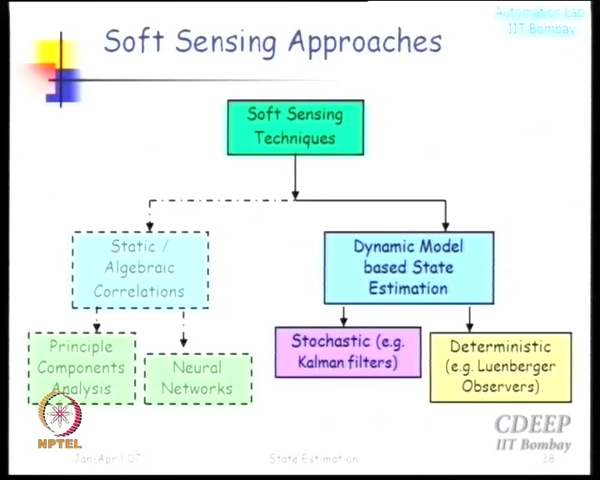 Automation Lab
IIT Bombay
Soft Sensing Approaches
Soft Sensing
Techniques
Static /
Algebraic
Correlations
Dynamic Model
based State
Estimation
Principle
Components
Analysis
Neural
Networks
Stochastic (e.g.
Kalman filters)
Deterministic
(e.g. Luenberger
Observers)
NPTEL
CDEEP
IIT Bombay
Jan-April 07
State Estimation
38